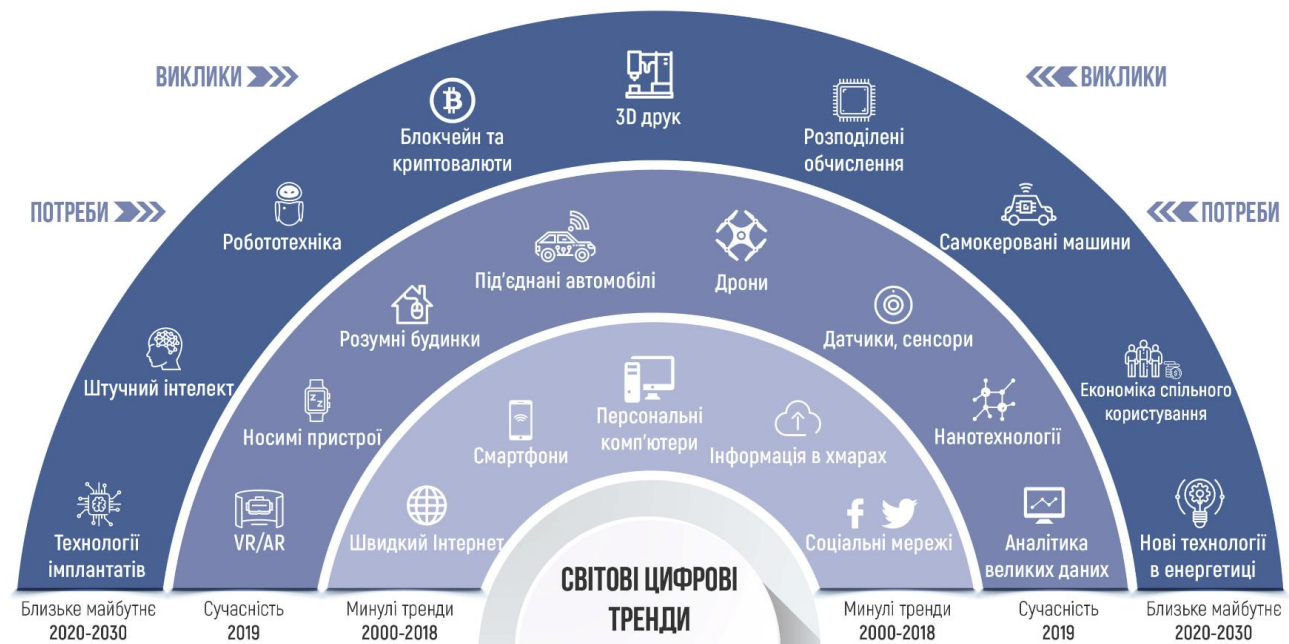 ВИКЛИКИ
ВИКЛИКИ
ПОТРЕБИ
ПОТРЕБИ
3D друк
Блокчейн та
криптовалюти
Розподілені
обчислення
Робототехніка
Самокеровані машини
Штучний інтелект
Економіка спільного
користування
Технології
імплантатів
Нові технології
в енергетиці
Під'єднані автомобілі
Дрони
Розумні будинки
Датчики, сенсори
Носимі пристрої
Нанотехнології
VR/AR
Аналітика
великих даних
Персональні
комп'ютери
Смартфони
Інформація в хмарах
Швидкий Інтернет
Соціальні мережі
СВІТОВІ ЦИФРОВІ
ТРЕНДИ
Близьке майбутнє
2020-2030
Сучасність
2019
Минулі тренди
2000-2018
Минулі тренди
2000-2018
Сучасність
2019
Близьке майбутнє
2020-2030